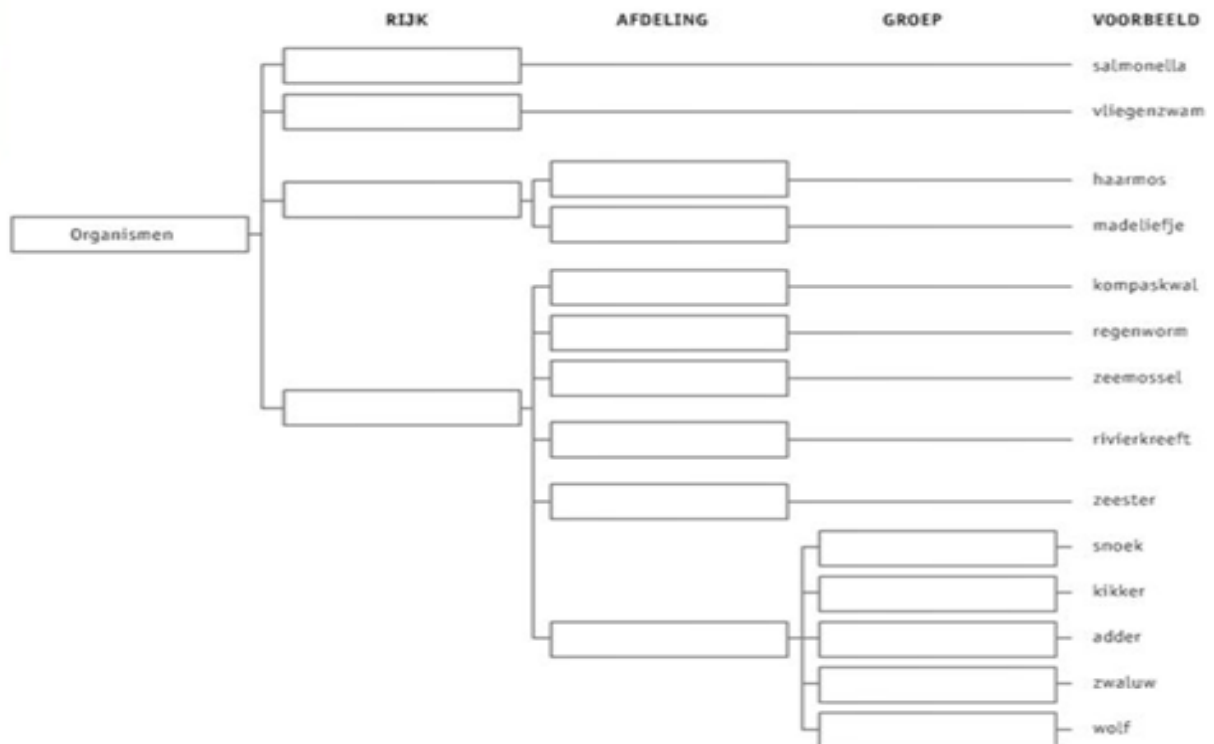 RIJK AFDELING GROEP VOORBEELD
salmonella
vliegenzwam
haarmos
madeliefje
Organismen
kompaskwal
regenworm
zeemossel
rivierkreeft
zeester
snoek
kikker
adder
zwaluw
wolf